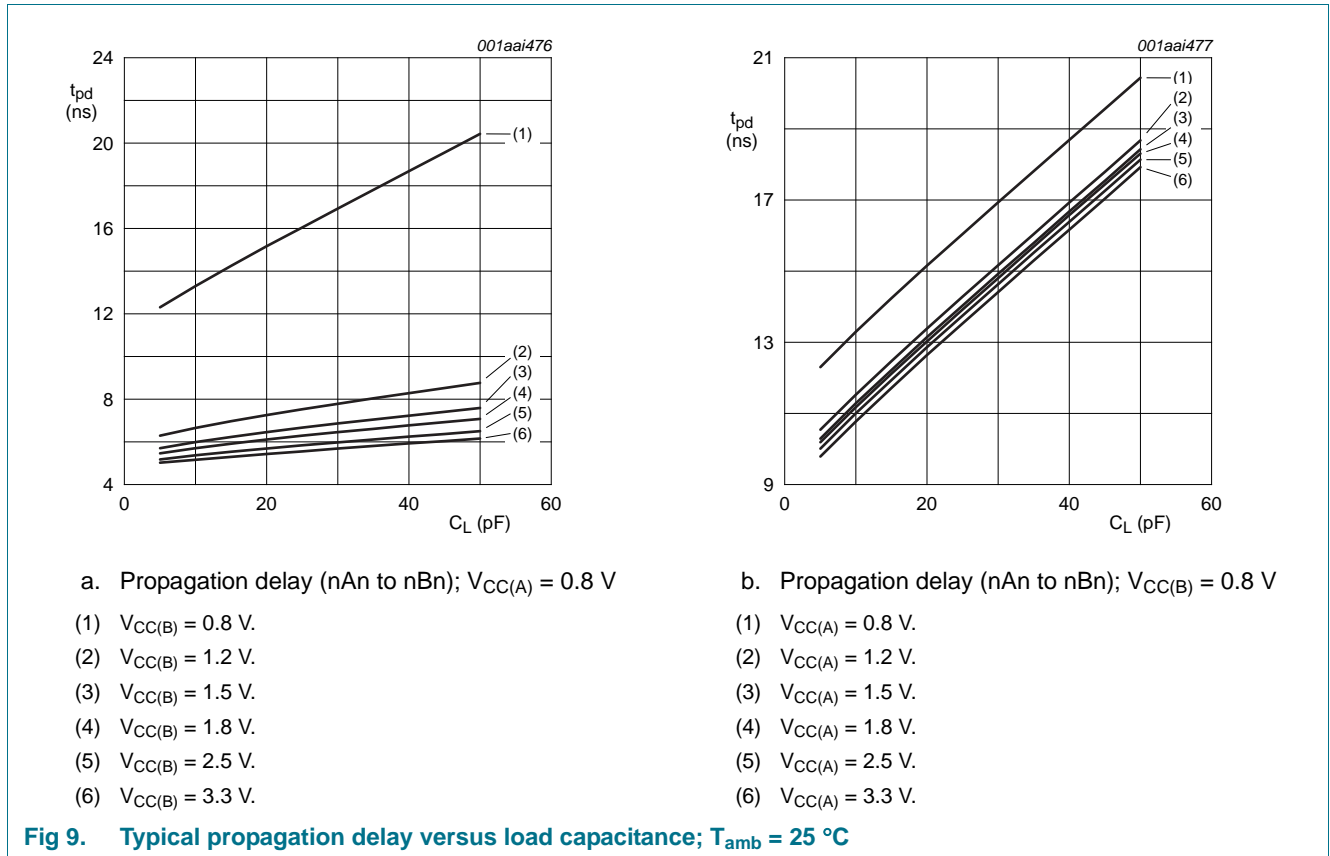 001aai476
24
t_pd
(ns)
20
16
12
8
4
0
20
40
60
C_L (pF)
(1)
(2)
(3)
(4)
(5)
(6)
a. Propagation delay (nAn to nBn); V_CC(A) = 0.8 V
(1) V_CC(B) = 0.8 V.
(2) V_CC(B) = 1.2 V.
(3) V_CC(B) = 1.5 V.
(4) V_CC(B) = 1.8 V.
(5) V_CC(B) = 2.5 V.
(6) V_CC(B) = 3.3 V.
001aai477
21
t_pd
(ns)
17
13
9
0
20
40
60
C_L (pF)
(1)
(2)
(3)
(4)
(5)
(6)
b. Propagation delay (nAn to nBn); V_CC(B) = 0.8 V
(1) V_CC(A) = 0.8 V.
(2) V_CC(A) = 1.2 V.
(3) V_CC(A) = 1.5 V.
(4) V_CC(A) = 1.8 V.
(5) V_CC(A) = 2.5 V.
(6) V_CC(A) = 3.3 V.
Fig 9. Typical propagation delay versus load capacitance; T_amb = 25 °C